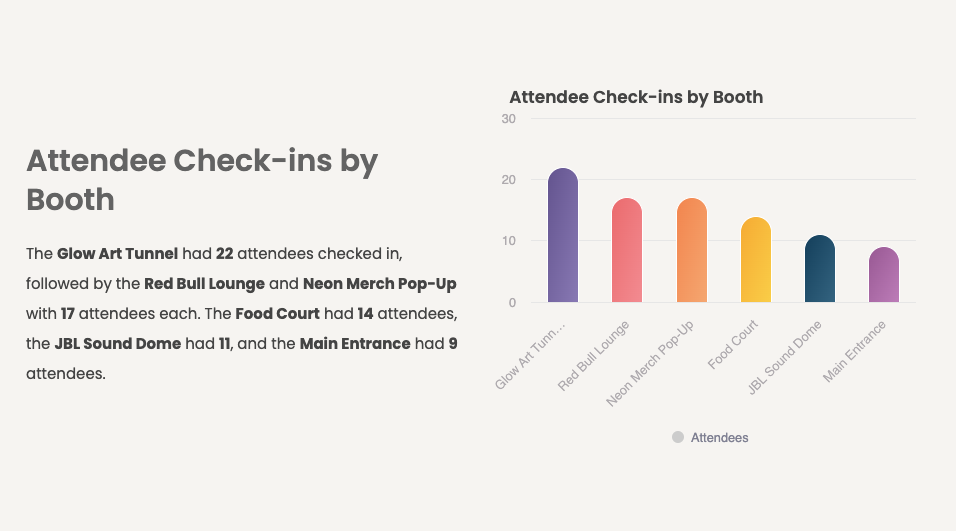 Attendee Check-ins by
Booth
The Glow Art Tunnel had 22 attendees checked in,
followed by the Red Bull Lounge and Neon Merch Pop-Up
with 17 attendees each. The Food Court had 14 attendees,
the JBL Sound Dome had 11, and the Main Entrance had 9
attendees.
Attendee Check-ins by Booth
30
20
10
0
Glow Art Tunn...
Red Bull Lounge
Neon Merch Pop-Up
Food Court
JBL Sound Dome
Main Entrance
Attendees